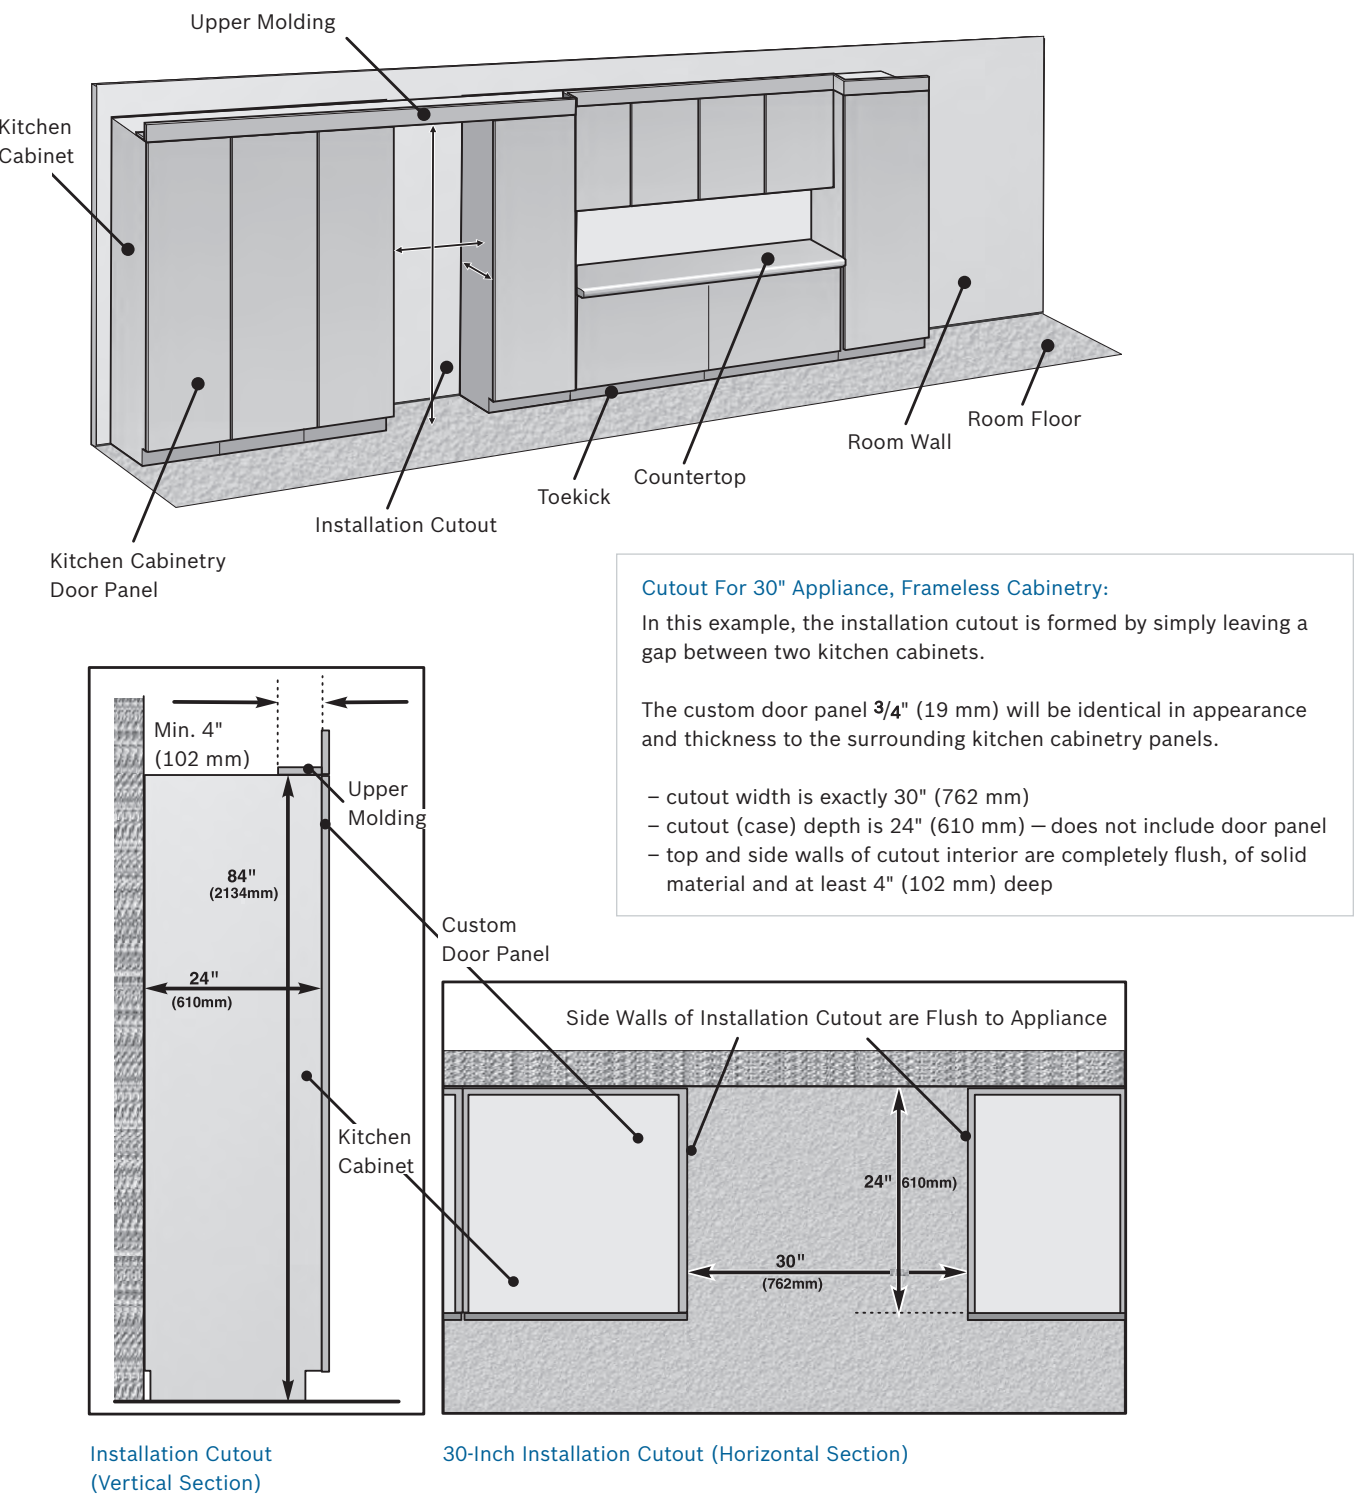 Upper Molding
Kitchen
Cabinet
Room Floor
Room Wall
Countertop
Toekick
Installation Cutout
Kitchen Cabinetry
Door Panel
Cutout For 30" Appliance, Frameless Cabinetry:
In this example, the installation cutout is formed by simply leaving a
gap between two kitchen cabinets.
The custom door panel 3/4" (19 mm) will be identical in appearance
and thickness to the surrounding kitchen cabinetry panels.
– cutout width is exactly 30" (762 mm)
– cutout (case) depth is 24" (610 mm) — does not include door panel
– top and side walls of cutout interior are completely flush, of solid
material and at least 4" (102 mm) deep
Min. 4"
(102 mm)
Upper
Molding
84"
(2134mm)
24"
(610mm)
Custom
Door Panel
Kitchen
Cabinet
Side Walls of Installation Cutout are Flush to Appliance
24" 610mm)
30"
(762mm)
Installation Cutout
(Vertical Section)
30-Inch Installation Cutout (Horizontal Section)